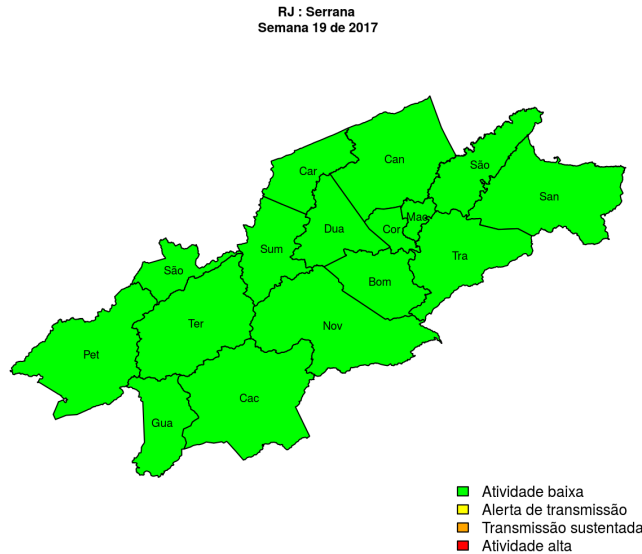 RJ : Serrana
Semana 19 de 2017
Can
São
Car
San
Mac
Dua
Cor
Sum
Tra
São
Bom
Ter
Nov
Pet
Cac
Gua
Atividade baixa
Alerta de transmissão
Transmissão sustentada
Atividade alta